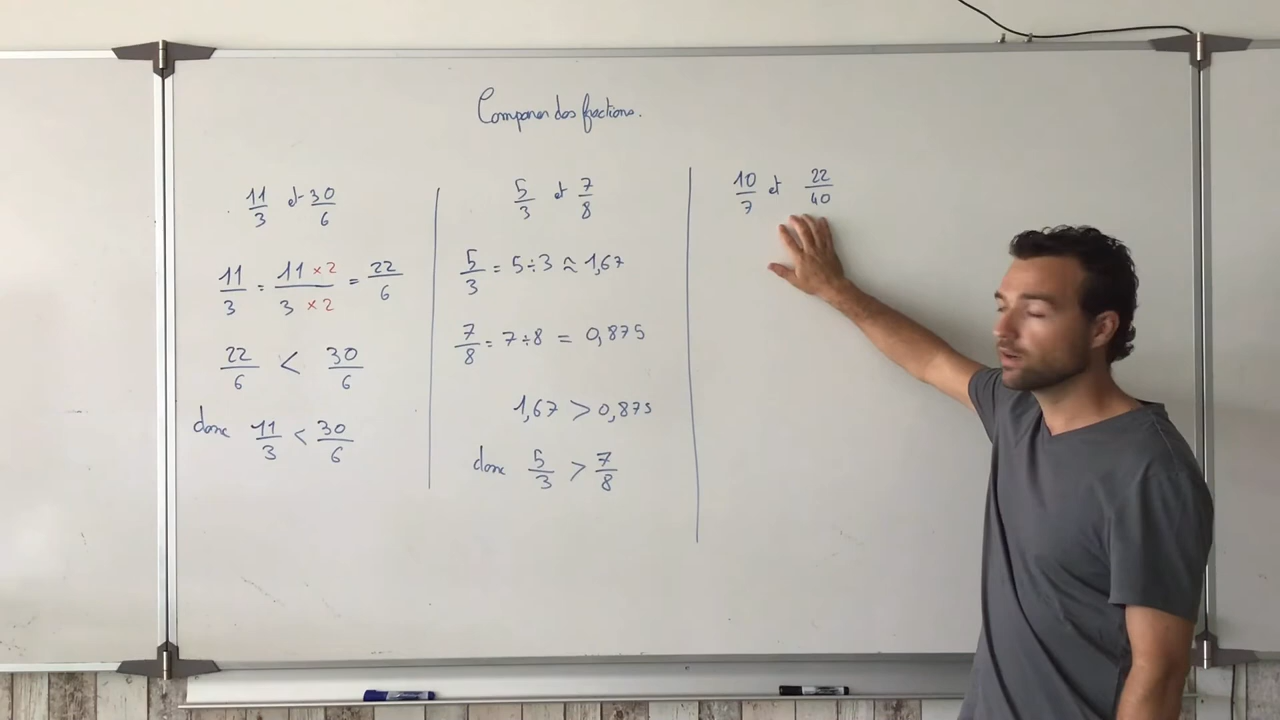 Comparer des fractions.
11/3 et 30/6
11/3 = 11 × 2 / 3 × 2 = 22/6
22/6 < 30/6
donc 11/3 < 30/6
5/3 et 7/8
5/3 = 5 ÷ 3 ≈ 1,67
7/8 = 7 ÷ 8 = 0,875
1,67 > 0,875
donc 5/3 > 7/8
10/7 et 22/40